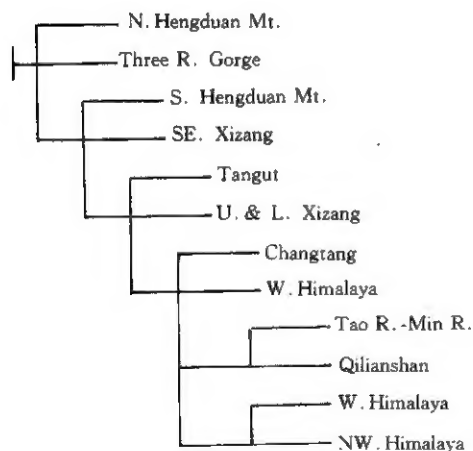 N. Hengduan Mt.
Three R. Gorge
S. Hengduan Mt.
SE. Xizang
Tangut
U. & L. Xizang
Changtang
W. Himalaya
Tao R.-Min R.
Qilianshan
W. Himalaya
NW. Himalaya